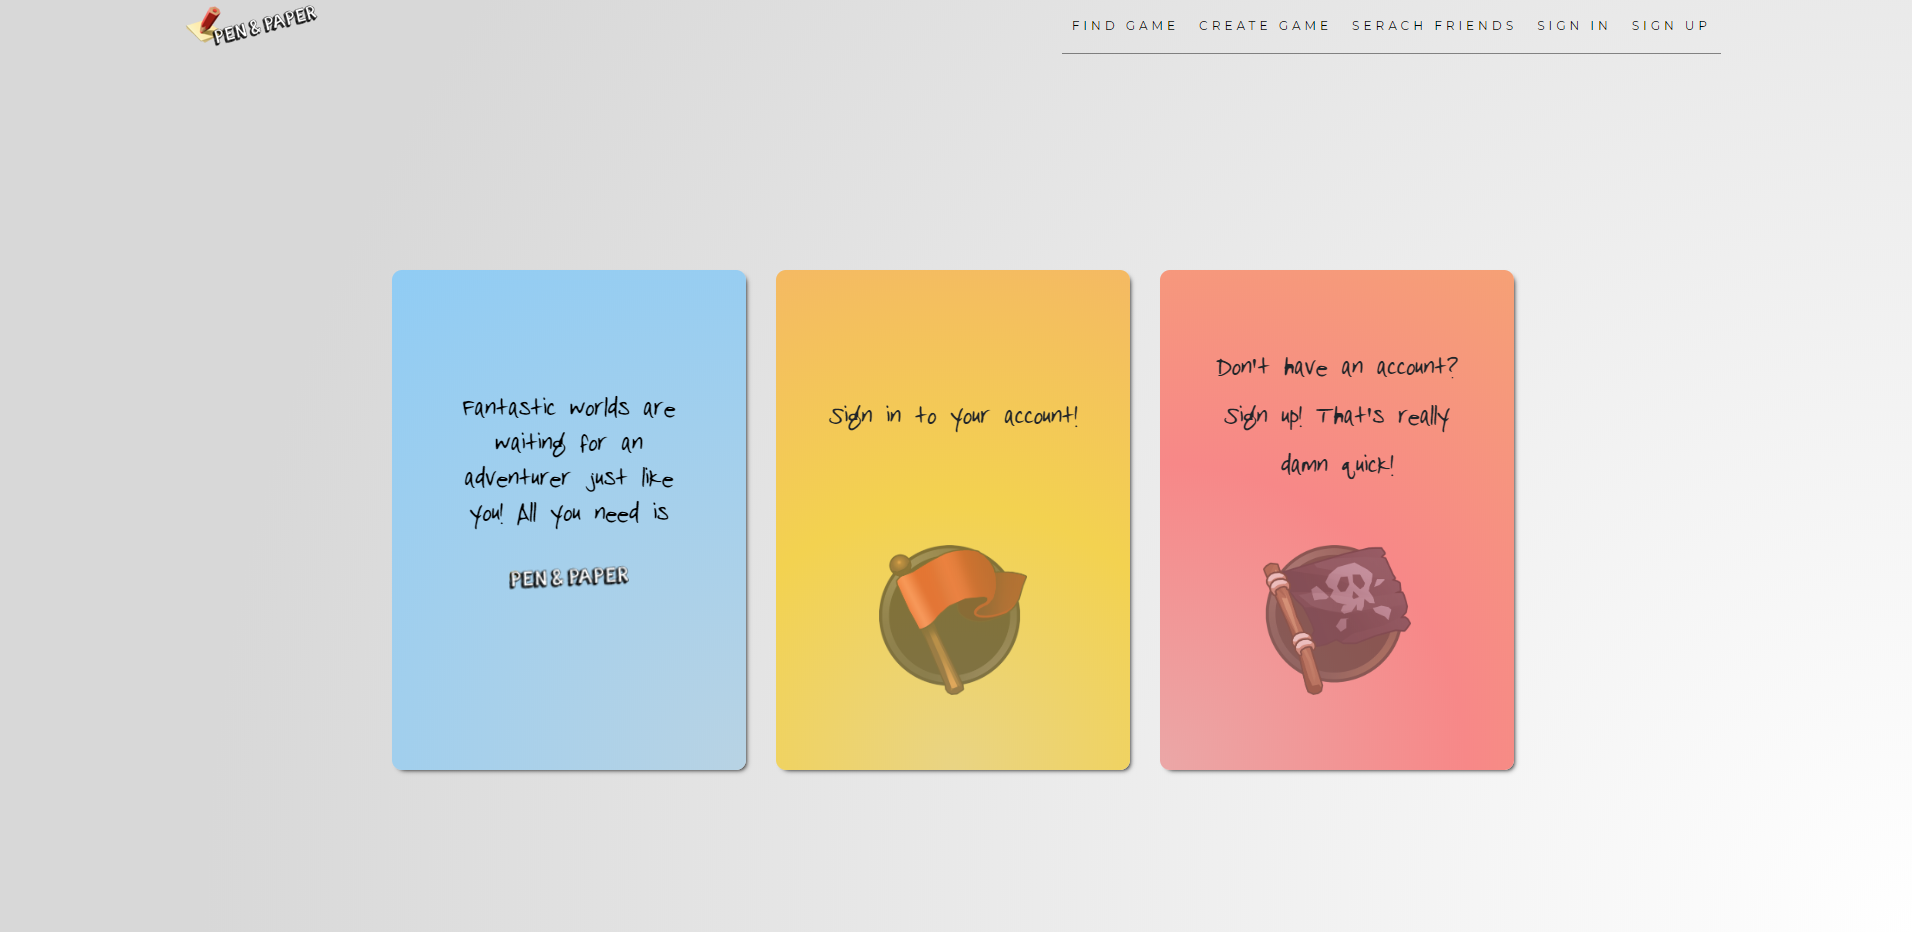 PEN & PAPER
FIND GAME CREATE GAME SERACH FRIENDS SIGN IN SIGN UP
Fantastic worlds are
waiting for an
adventurer just like
you! All you need is
PEN & PAPER
Sign in to your account!
Don't have an account?
Sign up! That's really
damn quick!